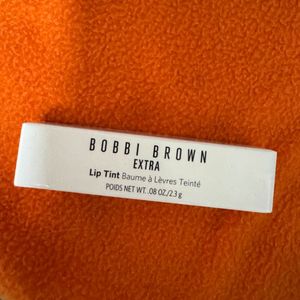 BOBBI BROWN
EXTRA
Lip Tint Baume à Lèvres Teinté
POIDS NET WT. .08 OZ./2.3 g